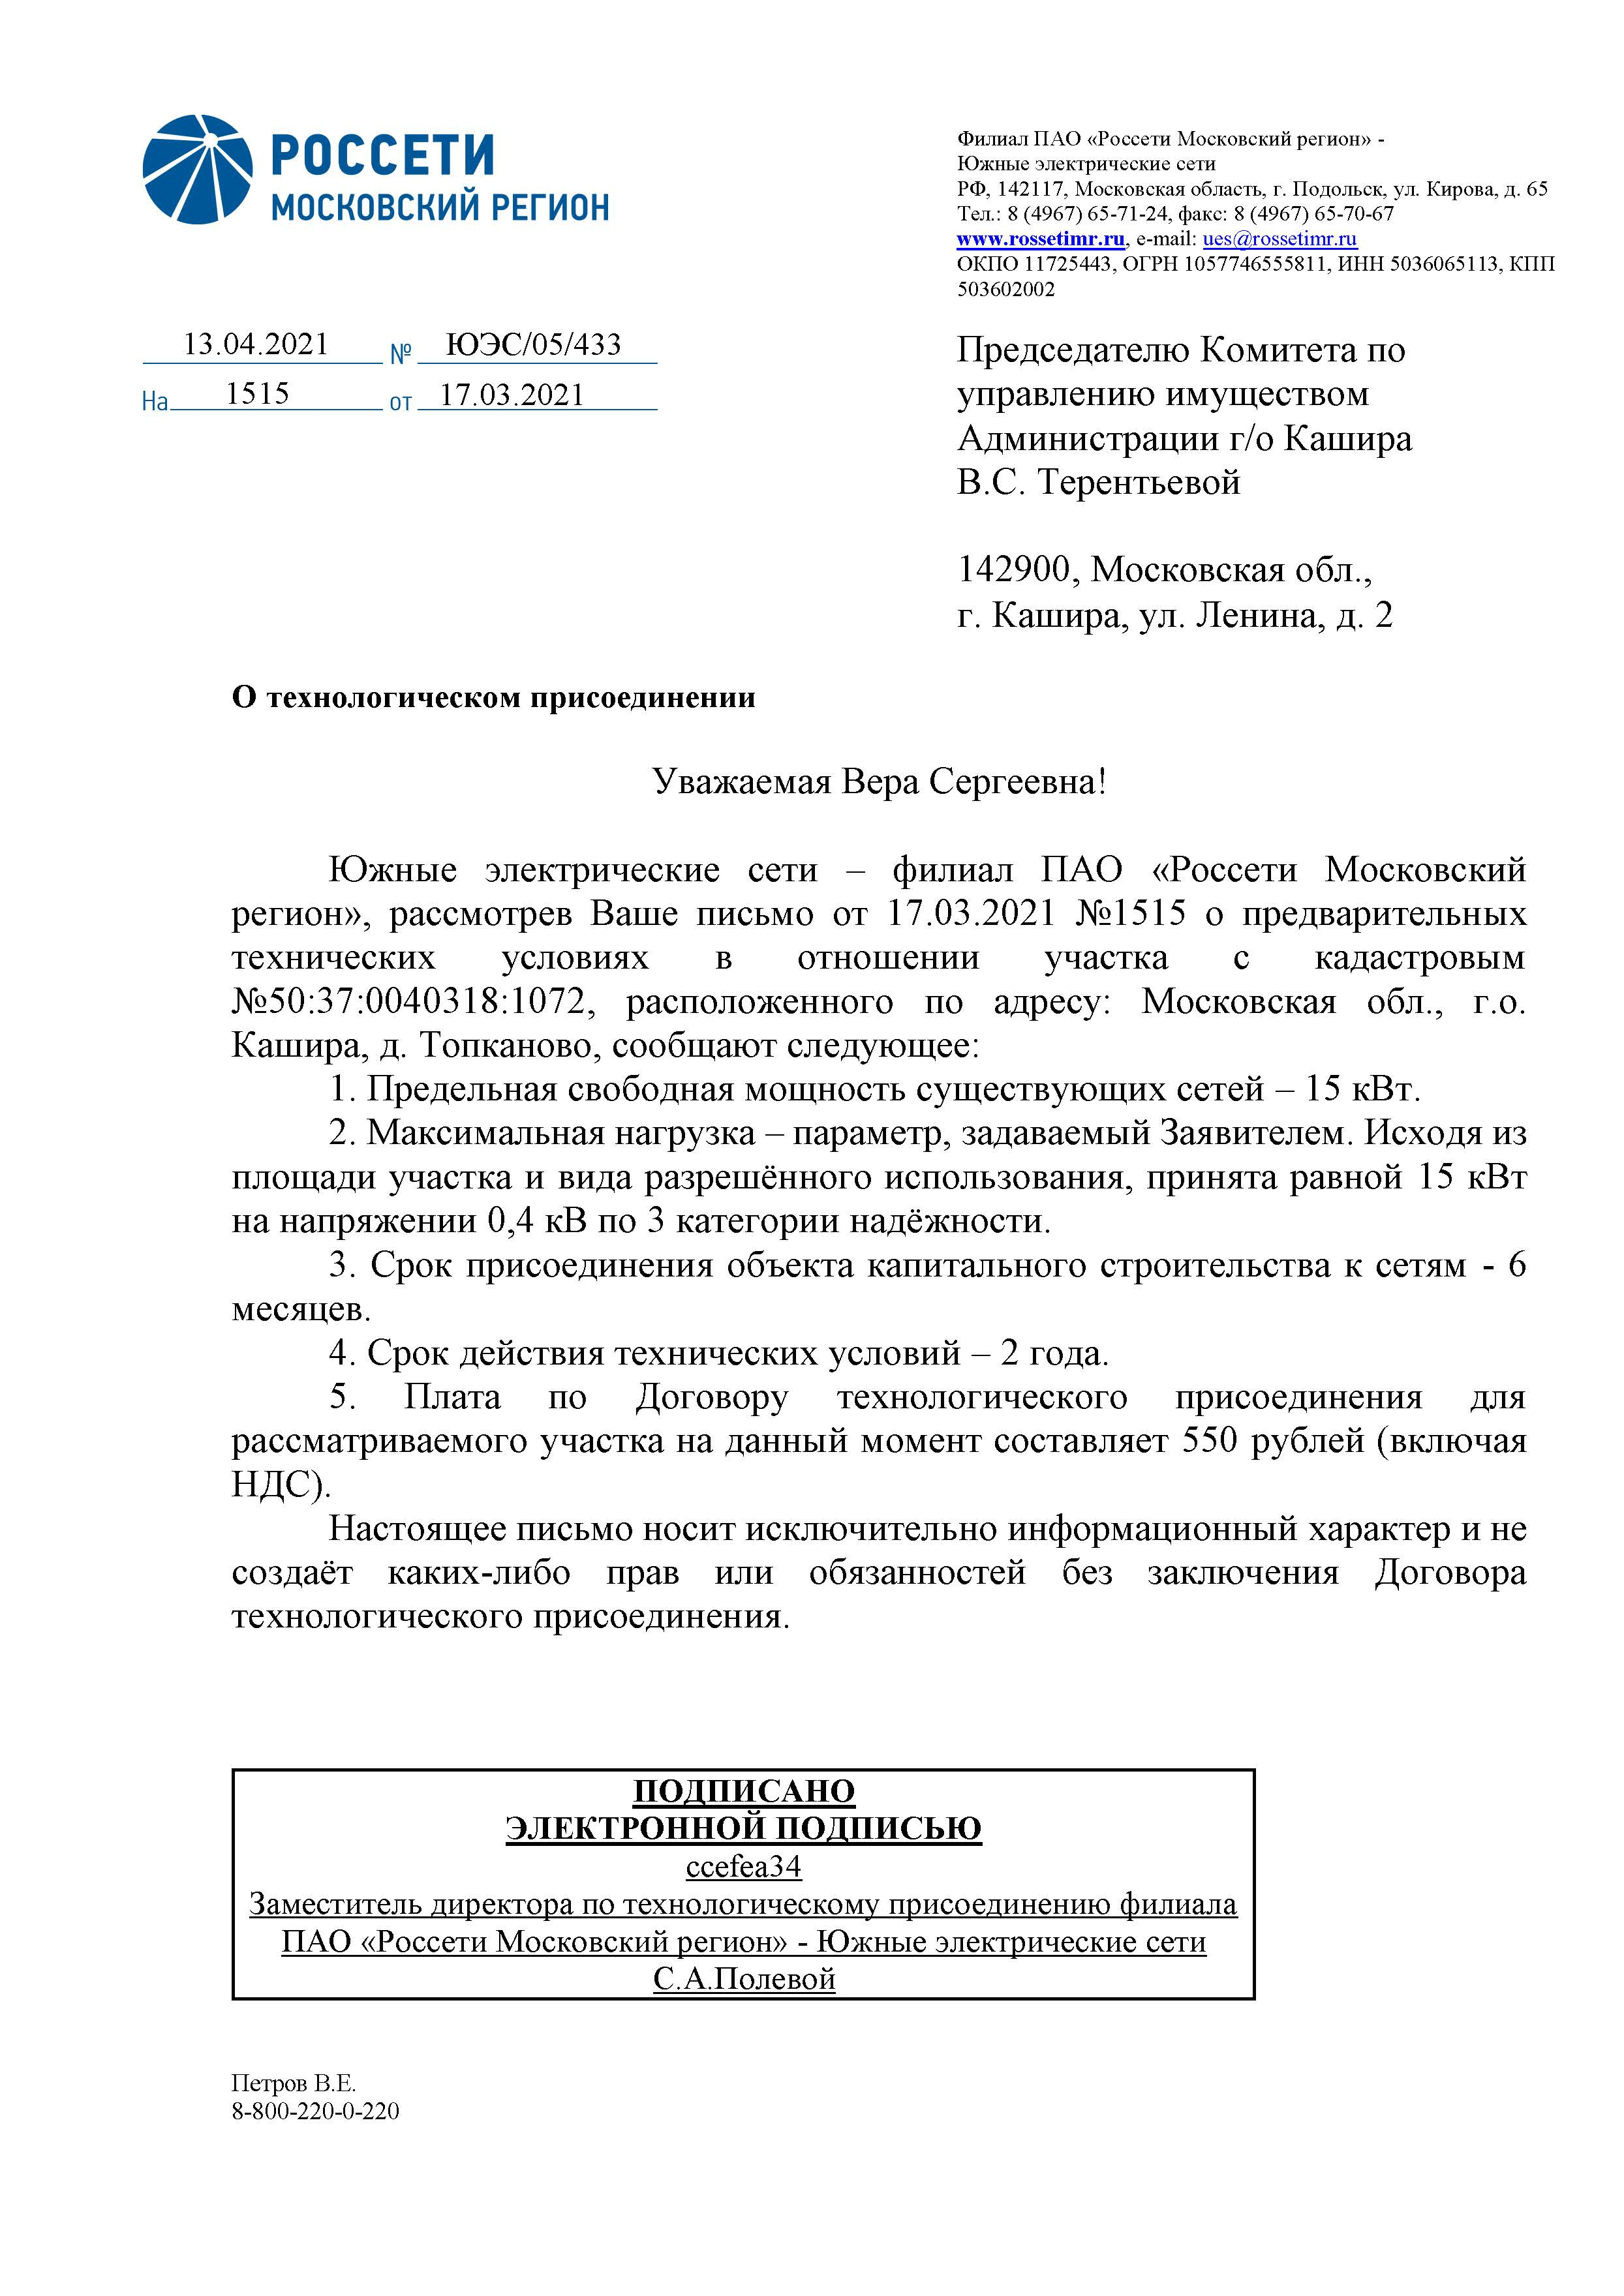 РОССЕТИ
МОСКОВСКИЙ РЕГИОН
Филиал ПАО «Россети Московский регион» -
Южные электрические сети
РФ, 142117, Московская область, г. Подольск, ул. Кирова, д. 65
Тел.: 8 (4967) 65-71-24, факс: 8 (4967) 65-70-67
www.rossetimr.ru, e-mail: ues@rossetimr.ru
ОКПО 11725443, ОГРН 1057746555811, ИНН 5036065113, КПП
503602002
13.04.2021 № ЮЭС/05/433
На 1515 от 17.03.2021
Председателю Комитета по
управлению имуществом
Администрации г/о Кашира
В.С. Терентьевой
142900, Московская обл.,
г. Кашира, ул. Ленина, д. 2
О технологическом присоединении
Уважаемая Вера Сергеевна!
Южные электрические сети – филиал ПАО «Россети Московский
регион», рассмотрев Ваше письмо от 17.03.2021 №1515 о предварительных
технических условиях в отношении участка с кадастровым
№50:37:0040318:1072, расположенного по адресу: Московская обл., г.о.
Кашира, д. Топканово, сообщают следующее:
1. Предельная свободная мощность существующих сетей – 15 кВт.
2. Максимальная нагрузка – параметр, задаваемый Заявителем. Исходя из
площади участка и вида разрешённого использования, принята равной 15 кВт
на напряжении 0,4 кВ по 3 категории надёжности.
3. Срок присоединения объекта капитального строительства к сетям - 6
месяцев.
4. Срок действия технических условий – 2 года.
5. Плата по Договору технологического присоединения для
рассматриваемого участка на данный момент составляет 550 рублей (включая
НДС).
Настоящее письмо носит исключительно информационный характер и не
создаёт каких-либо прав или обязанностей без заключения Договора
технологического присоединения.
ПОДПИСАНО
ЭЛЕКТРОННОЙ ПОДПИСЬЮ
ccefea34
Заместитель директора по технологическому присоединению филиала
ПАО «Россети Московский регион» - Южные электрические сети
С.А.Полевой
Петров В.Е.
8-800-220-0-220